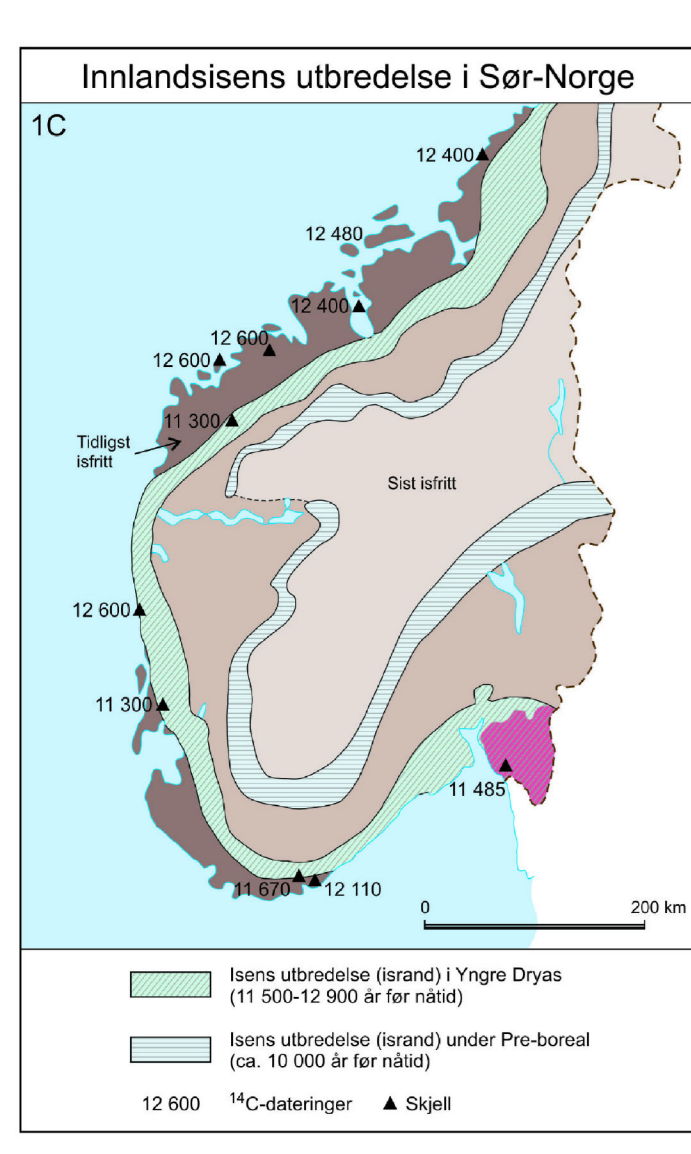 Innlandsisens utbredelse i Sør-Norge
1C
12 400
12 480
12 400
12 600
12 600
11 300
Tidligst
isfritt
Sist isfritt
12 600
11 300
11 485
11 670
12 110
0
200 km
Isens utbredelse (isrand) i Yngre Dryas
(11 500-12 900 år før nåtid)
Isens utbredelse (isrand) under Pre-boreal
(ca. 10 000 år før nåtid)
12 600 ¹⁴C-dateringer ▲ Skjell